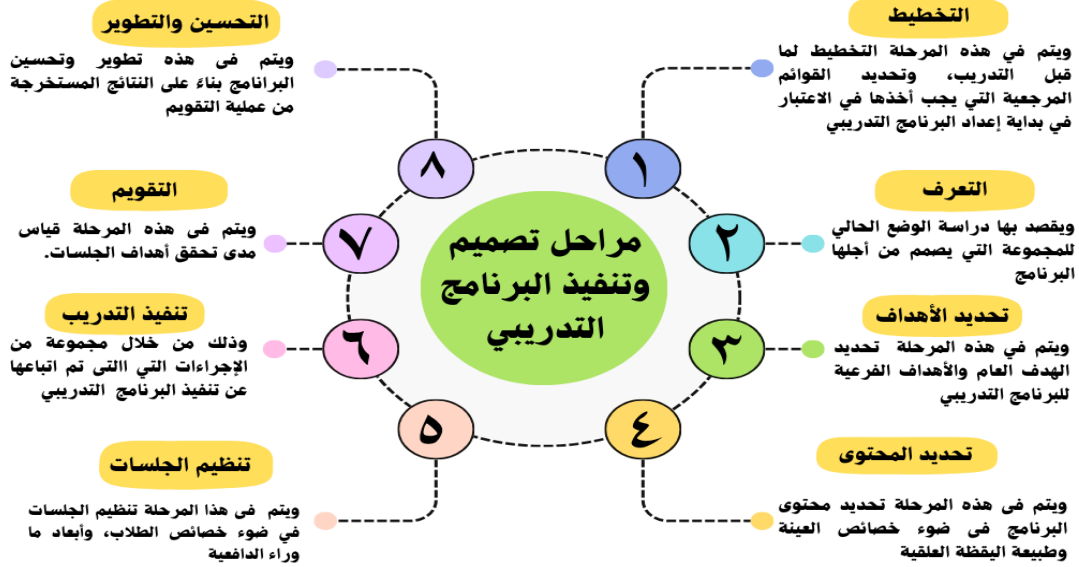 مراحل تصميم
وتنفيذ البرنامج
التدريبي
١
التخطيط
ويتم في هذه المرحلة التخطيط لما
قبل التدريب، وتحديد القوائم
المرجعية التي يجب أخذها في الاعتبار
في بداية إعداد البرنامج التدريبي
٢
التعرف
ويقصد بها دراسة الوضع الحالي
للمجموعة التي يصمم من أجلها
البرنامج
٣
تحديد الأهداف
ويتم في هذه المرحلة تحديد
الهدف العام والأهداف الفرعية
للبرنامج التدريبي
٤
تحديد المحتوى
ويتم فى هذه المرحلة تحديد محتوى
البرنامج فى ضوء خصائص العينة
وطبيعة اليقظة العلقية
٥
تنظيم الجلسات
ويتم فى هذا المرحلة تنظيم الجلسات
في ضوء خصائص الطلاب، وأبعاد ما
وراء الدافعية
٦
تنفيذ التدريب
وذلك من خلال مجموعة من
الإجراءات التي االتى تم اتباعها
عن تنفيذ البرنامج التدريبي
٧
التقويم
ويتم فى هذه المرحلة قياس
مدى تحقق أهداف الجلسات.
٨
التحسين والتطوير
ويتم فى هذه تطوير وتحسين
البرانامج بناءً على النتائج المستخرجة
من عملية التقويم